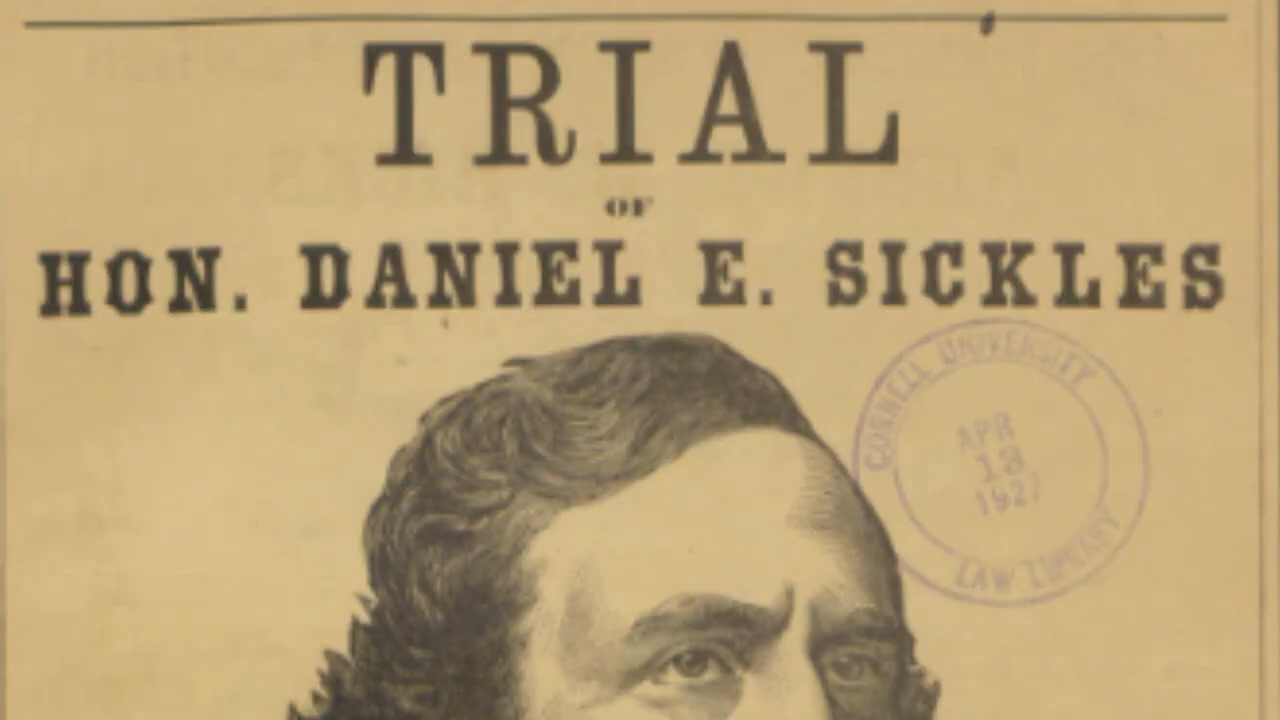 TRIAL
OF
HON. DANIEL E. SICKLES
CORNELL UNIVERSITY
APR
18
1927
LAW LIBRARY